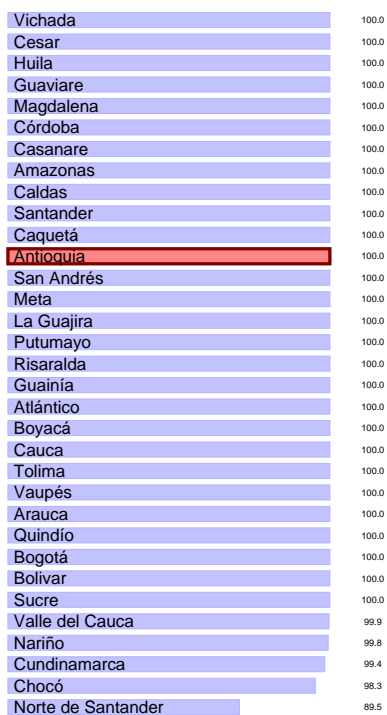 Vichada 100.0
Cesar 100.0
Huila 100.0
Guaviare 100.0
Magdalena 100.0
Córdoba 100.0
Casanare 100.0
Amazonas 100.0
Caldas 100.0
Santander 100.0
Caquetá 100.0
Antioquia 100.0
San Andrés 100.0
Meta 100.0
La Guajira 100.0
Putumayo 100.0
Risaralda 100.0
Guainía 100.0
Atlántico 100.0
Boyacá 100.0
Cauca 100.0
Tolima 100.0
Vaupés 100.0
Arauca 100.0
Quindío 100.0
Bogotá 100.0
Bolivar 100.0
Sucre 100.0
Valle del Cauca 99.9
Nariño 99.8
Cundinamarca 99.4
Chocó 98.3
Norte de Santander 89.5